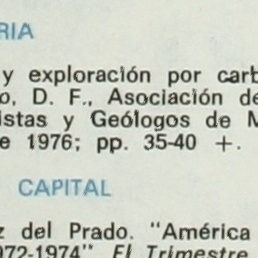 RIA
y exploración por carb
o, D. F., Asociación de
istas y Geólogos de M
e 1976; pp. 35-40 +.
CAPITAL
z del Prado. "América
972-1974". El Trimestre